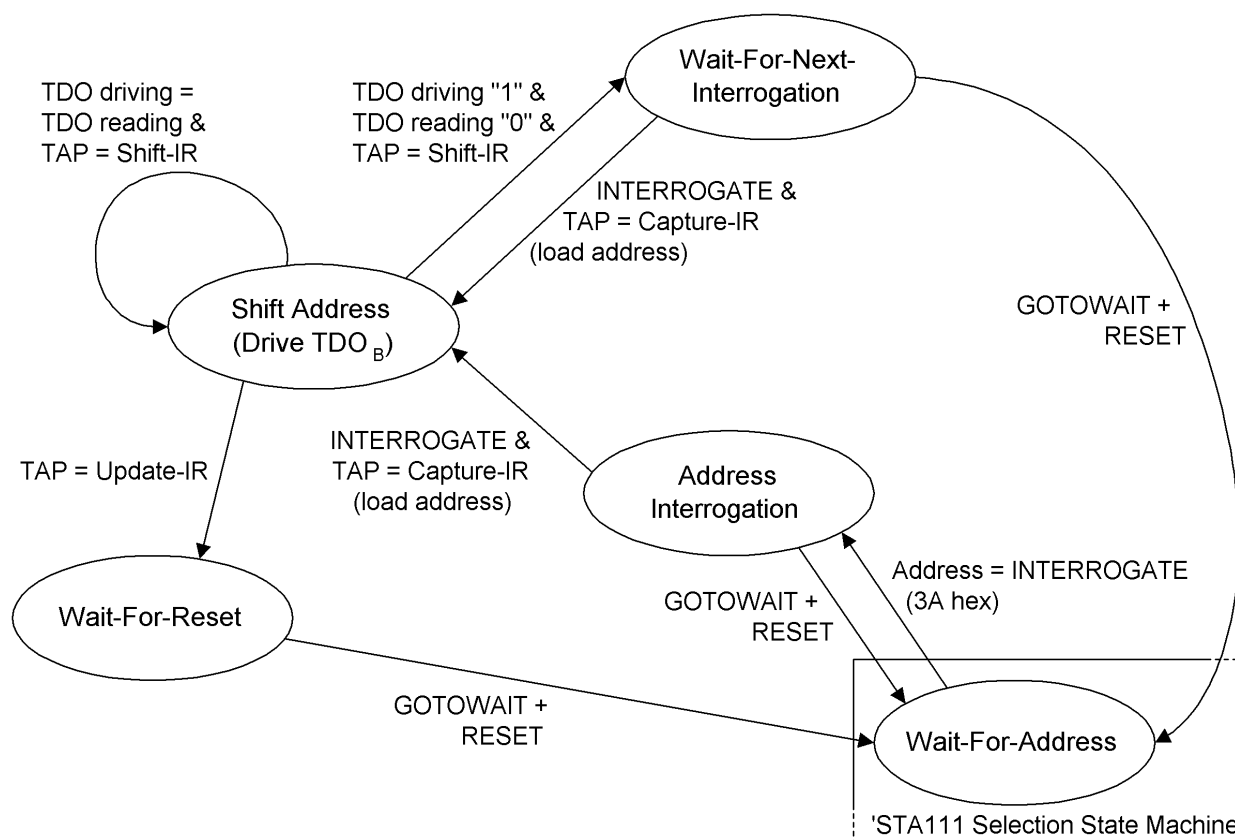 Wait-For-Next-
Interrogation
TDO driving =
TDO reading &
TAP = Shift-IR
TDO driving "1" &
TDO reading "0" &
TAP = Shift-IR
INTERROGATE &
TAP = Capture-IR
(load address)
Shift Address
(Drive TDO B)
GOTOWAIT +
RESET
INTERROGATE &
TAP = Capture-IR
(load address)
TAP = Update-IR
Address
Interrogation
Address = INTERROGATE
(3A hex)
GOTOWAIT +
RESET
Wait-For-Reset
GOTOWAIT +
RESET
Wait-For-Address
'STA111 Selection State Machine